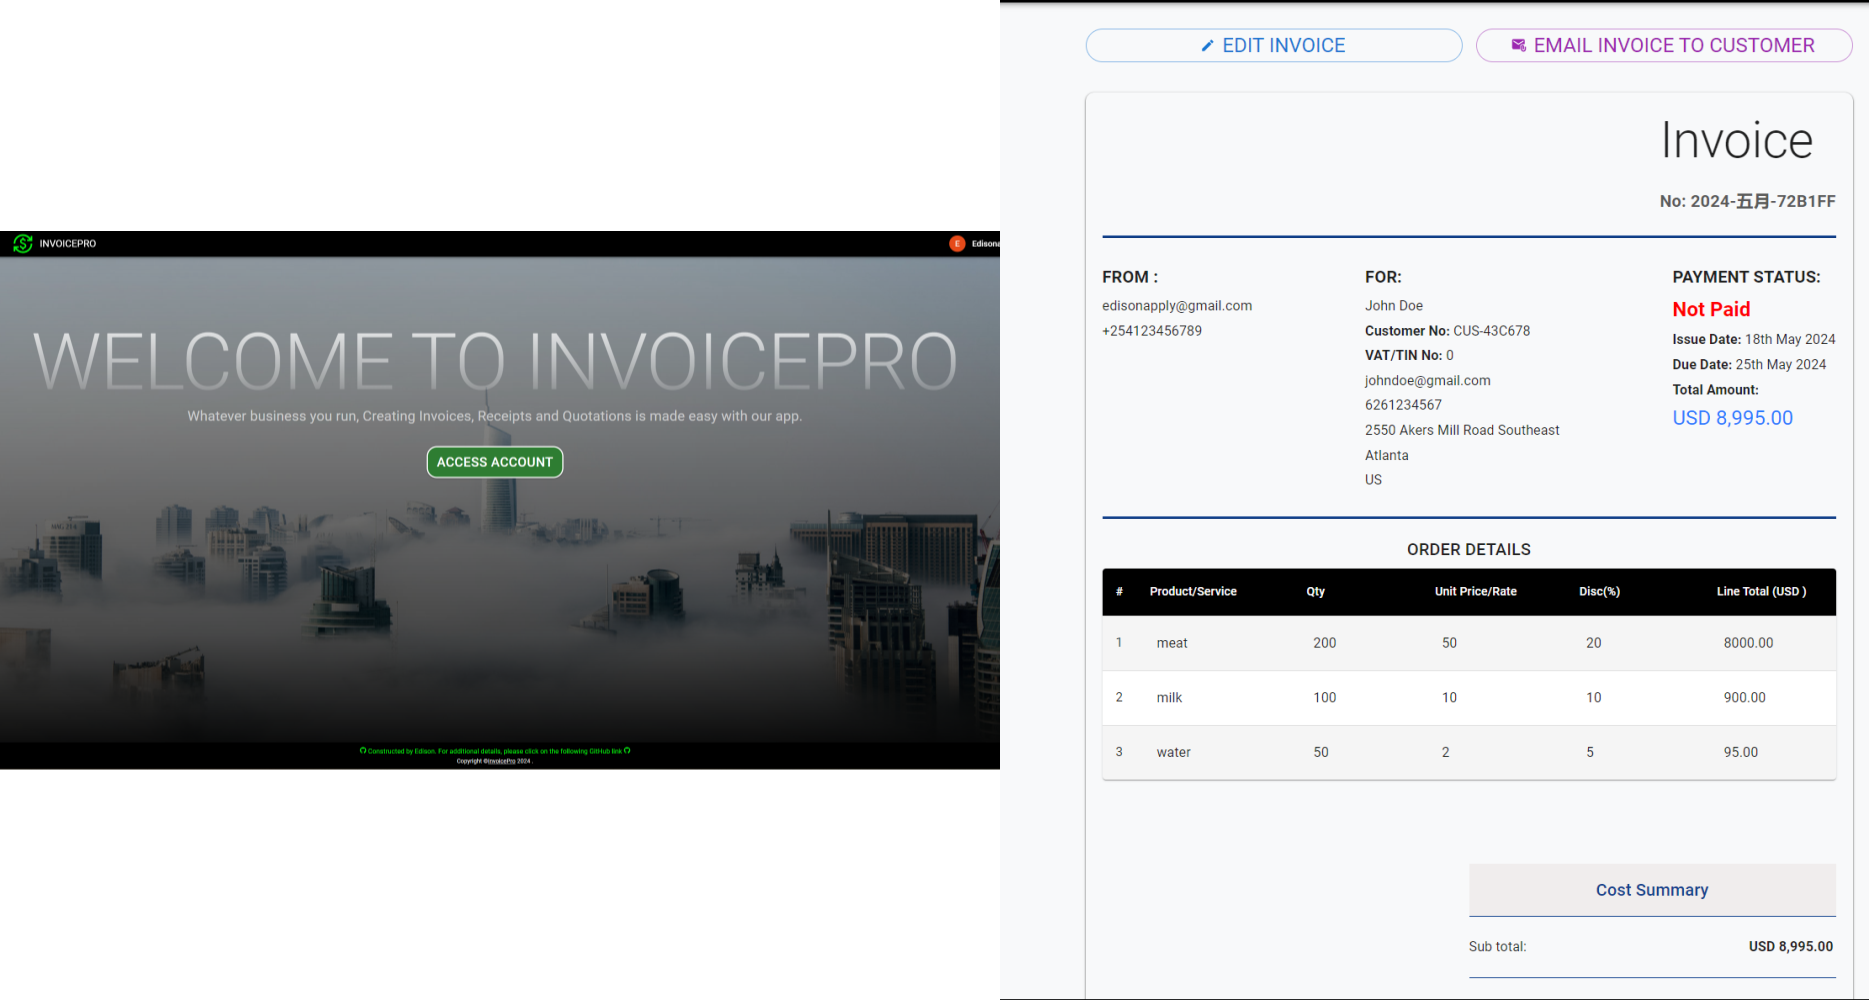 INVOICEPRO
WELCOME TO INVOICEPRO
Whatever business you run, Creating Invoices, Receipts and Quotations is made easy with our app.
ACCESS ACCOUNT
Constructed by Edison. For additional details, please click on the following GitHub link
Copyright ©InvoicePro 2024 .
EDIT INVOICE
EMAIL INVOICE TO CUSTOMER
Invoice
No: 2024-五月-72B1FF
FROM :
edisonapply@gmail.com
+254123456789
FOR:
John Doe
Customer No: CUS-43C678
VAT/TIN No: 0
johndoe@gmail.com
6261234567
2550 Akers Mill Road Southeast
Atlanta
US
PAYMENT STATUS:
Not Paid
Issue Date: 18th May 2024
Due Date: 25th May 2024
Total Amount:
USD 8,995.00
ORDER DETAILS
# Product/Service Qty Unit Price/Rate Disc(%) Line Total (USD )
1 meat 200 50 20 8000.00
2 milk 100 10 10 900.00
3 water 50 2 5 95.00
Cost Summary
Sub total: USD 8,995.00